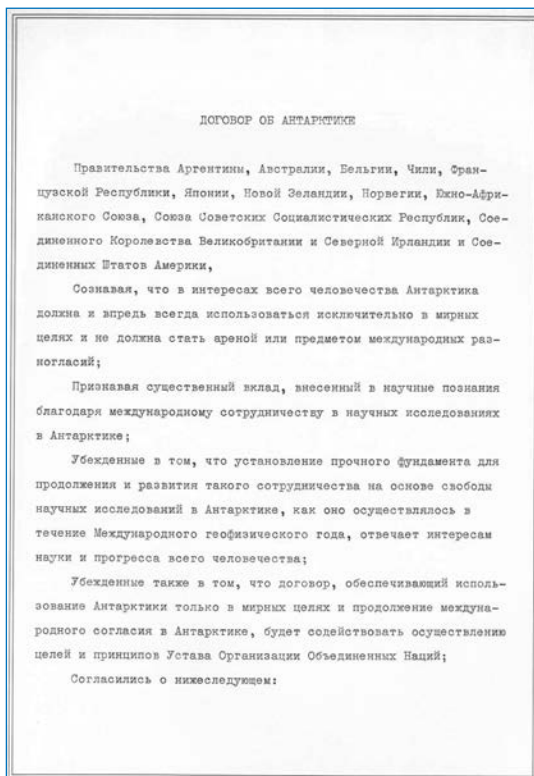 ДОГОВОР ОБ АНТАРКТИКЕ
Правительства Аргентины, Австралии, Бельгии, Чили, Фран-
цузской Республики, Японии, Новой Зеландии, Норвегии, Южно-Афри-
канского Союза, Союза Советских Социалистических Республик, Сое-
диненного Королевства Великобритании и Северной Ирландии и Сое-
диненных Штатов Америки,
Сознавая, что в интересах всего человечества Антарктика
должна и впредь всегда использоваться исключительно в мирных
целях и не должна стать ареной или предметом международных раз-
ногласий;
Признавая существенный вклад, внесенный в научные познания
благодаря международному сотрудничеству в научных исследованиях
в Антарктике;
Убежденные в том, что установление прочного фундамента для
продолжения и развития такого сотрудничества на основе свободы
научных исследований в Антарктике, как оно осуществлялось в
течение Международного геофизического года, отвечает интересам
науки и прогресса всего человечества;
Убежденные также в том, что договор, обеспечивающий исполь-
зование Антарктики только в мирных целях и продолжение междуна-
родного согласия в Антарктике, будет содействовать осуществлению
целей и принципов Устава Организации Объединенных Наций;
Согласились о нижеследующем: